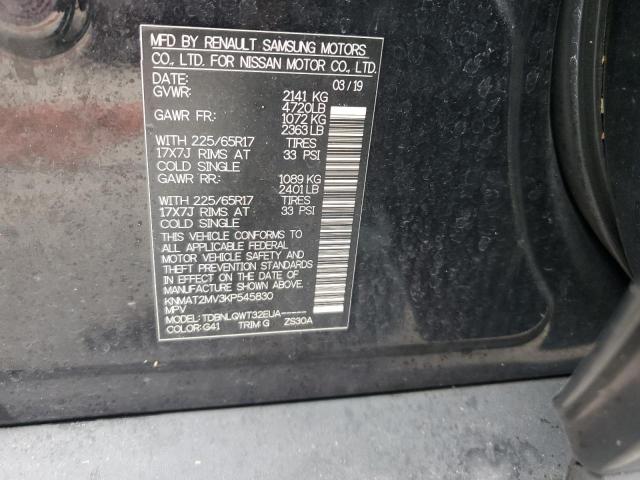 MFD BY RENAULT SAMSUNG MOTORS
CO., LTD. FOR NISSAN MOTOR CO., LTD.
DATE: 03/19
GVWR: 2141 KG
4720LB
GAWR FR: 1072 KG
2363 LB
WITH 225/65R17 TIRES
17X7J RIMS AT 33 PSI
COLD SINGLE
GAWR RR: 1089 KG
2401 LB
WITH 225/65R17 TIRES
17X7J RIMS AT 33 PSI
COLD SINGLE
THIS VEHICLE CONFORMS TO
ALL APPLICABLE FEDERAL
MOTOR VEHICLE SAFETY AND
THEFT PREVENTION STANDARDS
IN EFFECT ON THE DATE OF
MANUFACTURE SHOWN ABOVE.
KNMAT2MV3KP545830
MPV
MODEL: TDBNLQWT32EUA-----
COLOR: G41 TRIM: G ZS30A